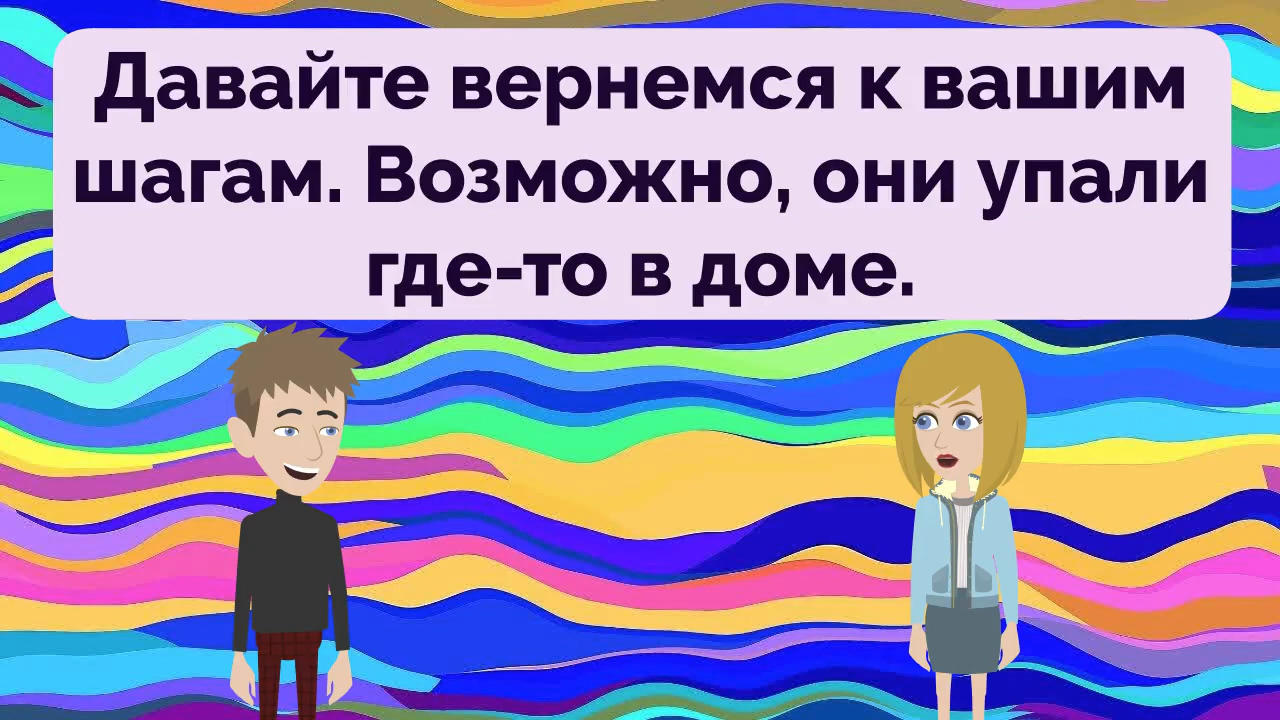 Давайте вернемся к вашим
шагам. Возможно, они упали
где-то в доме.